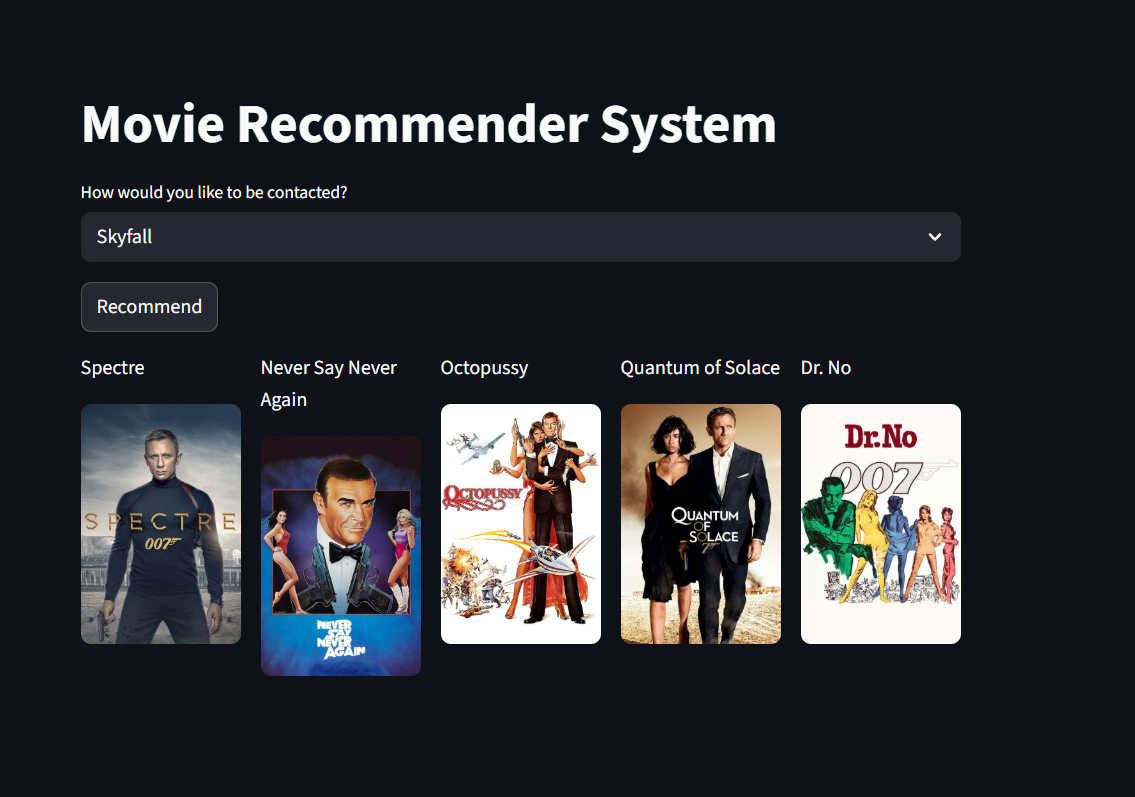 Movie Recommender System
How would you like to be contacted?
Skyfall
Recommend
Spectre
Never Say Never
Again
Octopussy
Quantum of Solace
Dr. No
SPECTRE
007
NEVER
SAY
NEVER
AGAIN
OCTOPUSSY
QUANTUM
OF
SOLACE
007
Dr.No
007